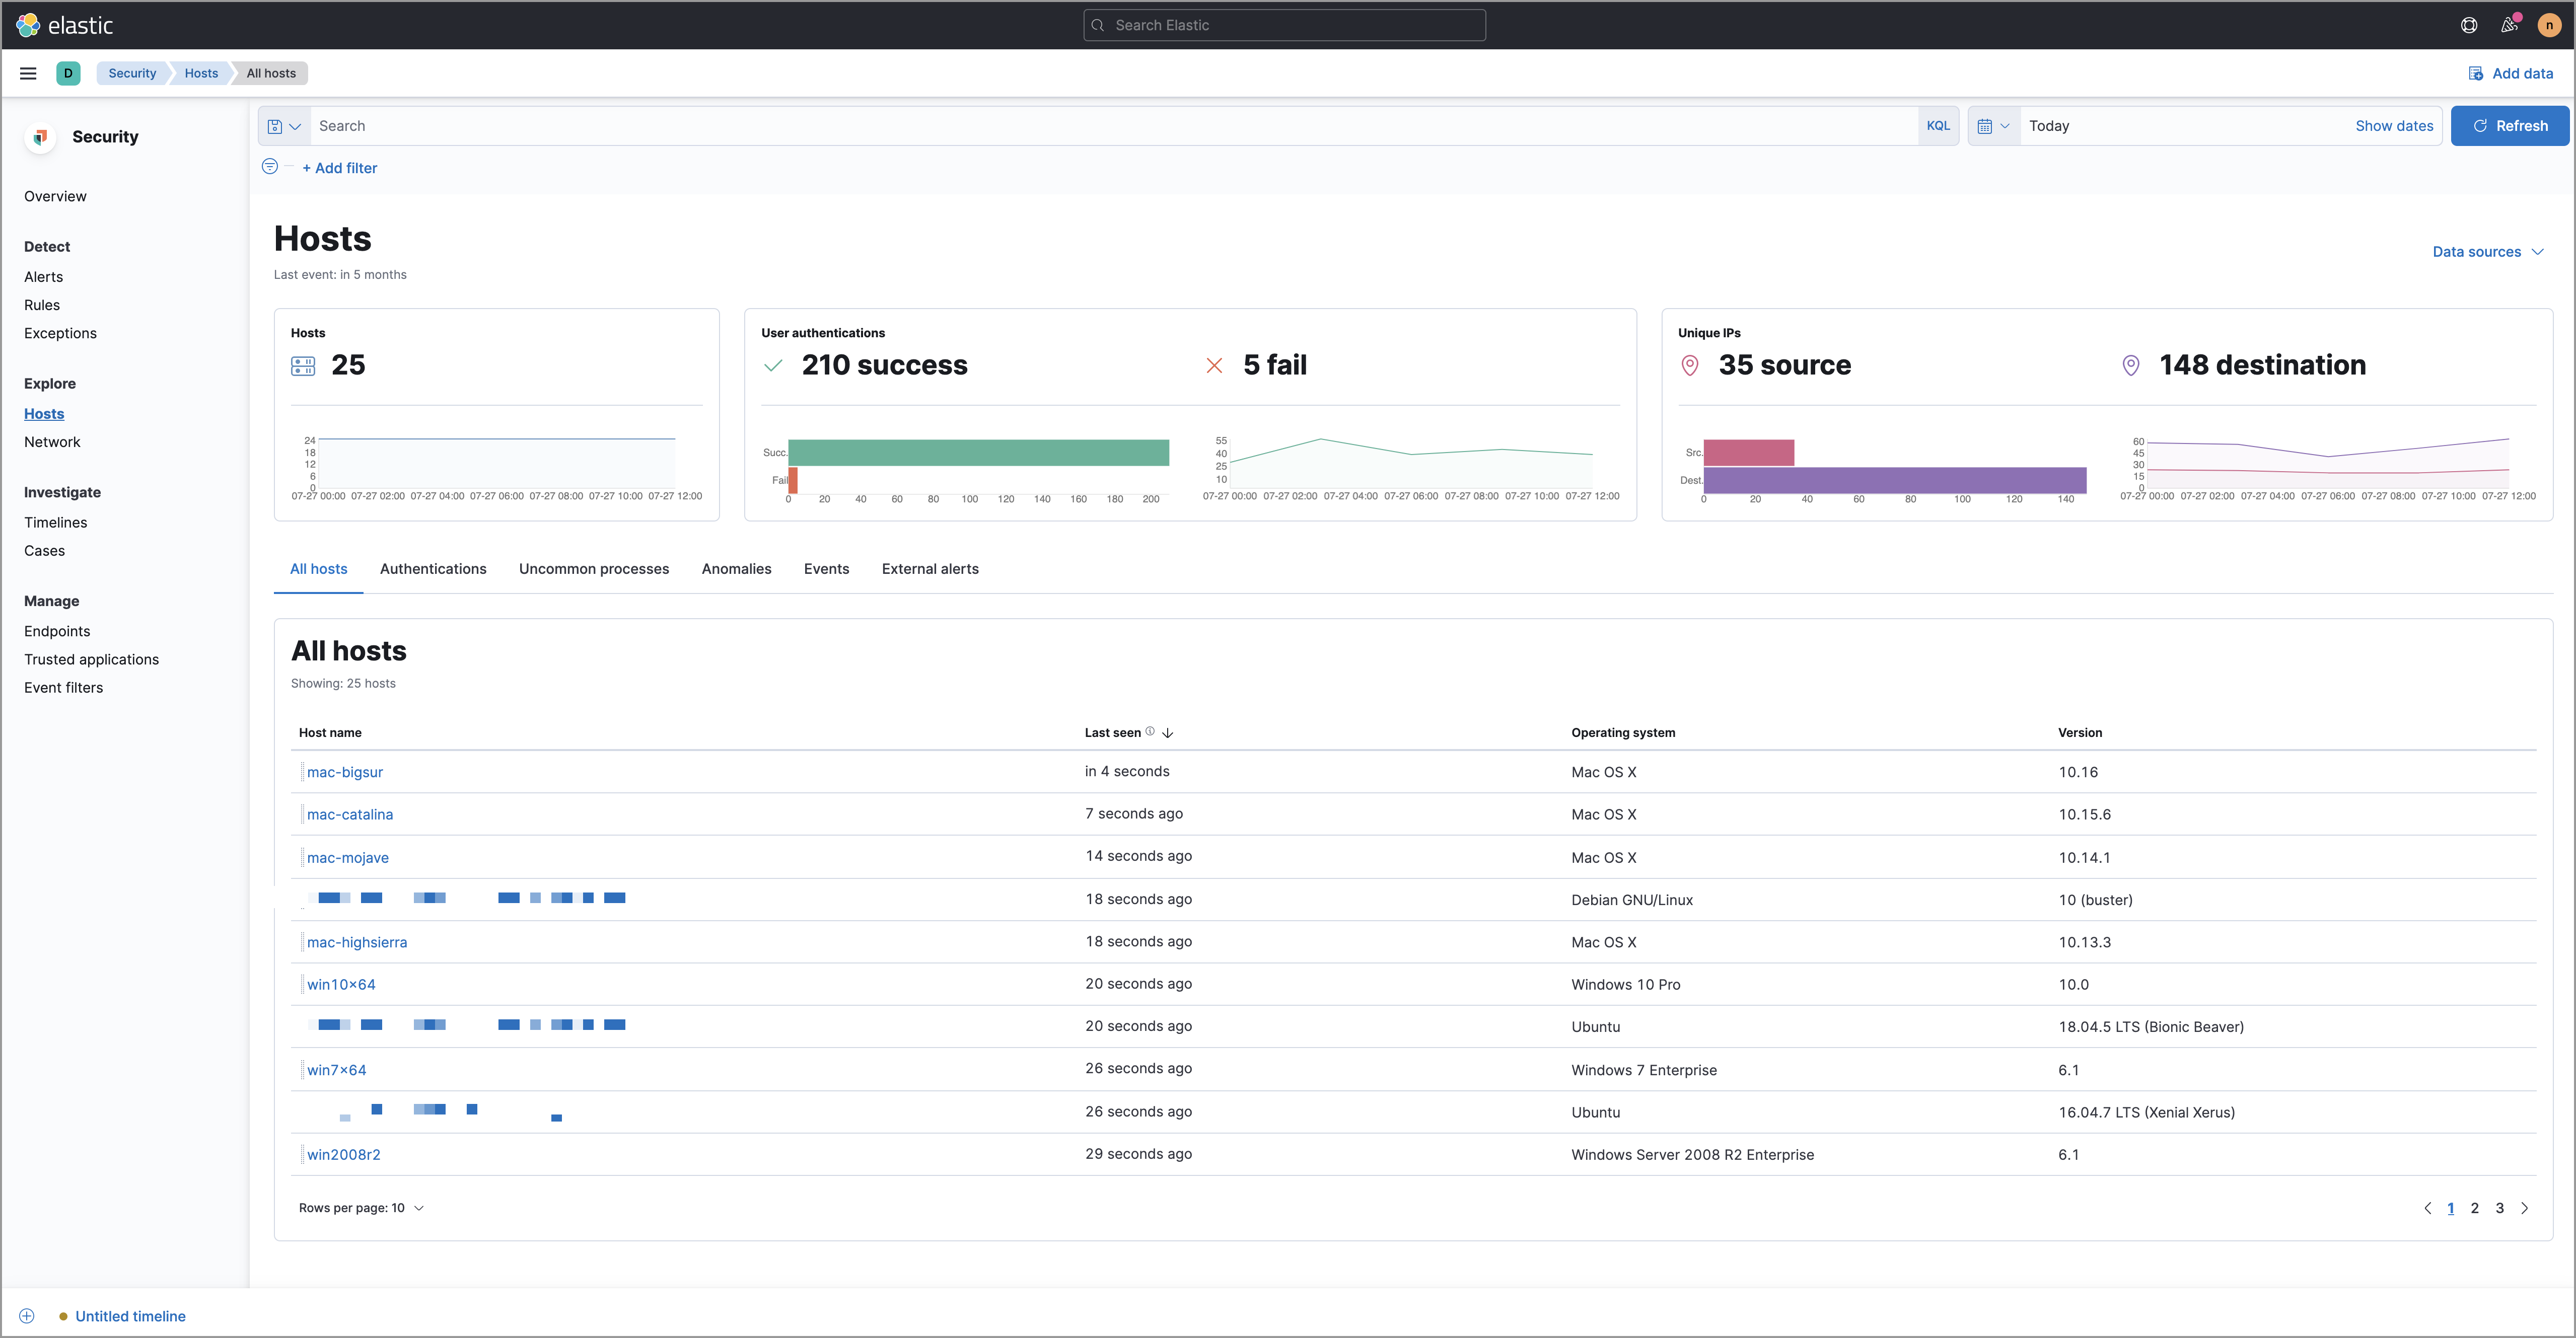 elastic
Search Elastic
n
D Security Hosts All hosts Add data
Security
Search KQL Today Show dates Refresh
+ Add filter
Overview
Detect
Alerts
Rules
Exceptions
Explore
Hosts
Network
Investigate
Timelines
Cases
Manage
Endpoints
Trusted applications
Event filters
Hosts
Last event: in 5 months
Data sources
Hosts
25
24
18
12
6
0
07-27 00:00 07-27 02:00 07-27 04:00 07-27 06:00 07-27 08:00 07-27 10:00 07-27 12:00
User authentications
210 success
5 fail
Succ.
Fail
0 20 40 60 80 100 120 140 160 180 200
55
40
25
10
07-27 00:00 07-27 02:00 07-27 04:00 07-27 06:00 07-27 08:00 07-27 10:00 07-27 12:00
Unique IPs
35 source
148 destination
Src.
Dest.
0 20 40 60 80 100 120 140
60
45
30
15
0
07-27 00:00 07-27 02:00 07-27 04:00 07-27 06:00 07-27 08:00 07-27 10:00 07-27 12:00
All hosts Authentications Uncommon processes Anomalies Events External alerts
All hosts
Showing: 25 hosts
Host name Last seen Operating system Version
mac-bigsur in 4 seconds Mac OS X 10.16
mac-catalina 7 seconds ago Mac OS X 10.15.6
mac-mojave 14 seconds ago Mac OS X 10.14.1
18 seconds ago Debian GNU/Linux 10 (buster)
mac-highsierra 18 seconds ago Mac OS X 10.13.3
win10x64 20 seconds ago Windows 10 Pro 10.0
20 seconds ago Ubuntu 18.04.5 LTS (Bionic Beaver)
win7x64 26 seconds ago Windows 7 Enterprise 6.1
26 seconds ago Ubuntu 16.04.7 LTS (Xenial Xerus)
win2008r2 29 seconds ago Windows Server 2008 R2 Enterprise 6.1
Rows per page: 10
1 2 3
Untitled timeline